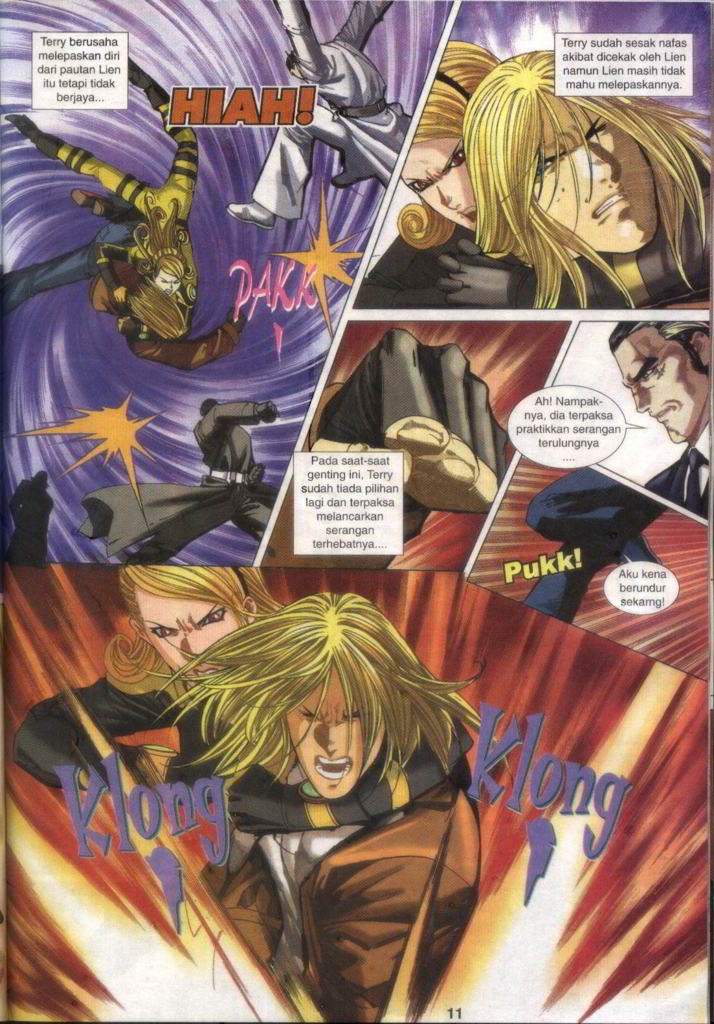 Terry berusaha
melepaskan diri
dari pautan Lien
itu tetapi tidak
berjaya...
HIAH!
PAKK!
Terry sudah sesak nafas
akibat dicekak oleh Lien
namun Lien masih tidak
mahu melepaskannya.
Pada saat-saat
genting ini, Terry
sudah tiada pilihan
lagi dan terpaksa
melancarkan
serangan
terhebatnya....
Ah! Nampak-
nya, dia terpaksa
praktikkan serangan
terulungnya
....
Pukk!
Aku kena
berundur
sekarng!
Klong!
Klong!
11